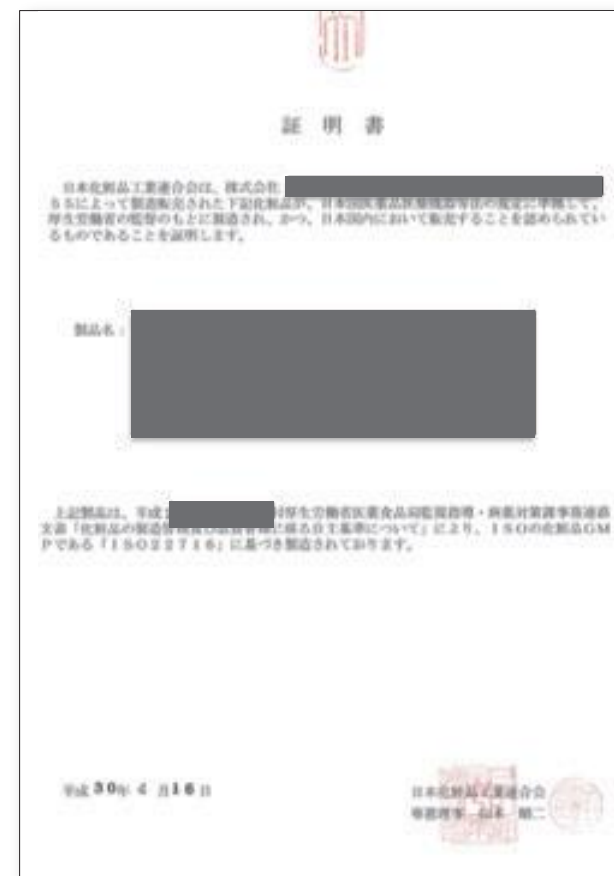 証 明 書
日本化粧品工業連合会は、株式会社
SSによって製造販売された下記化粧品が、日本国医薬品医療機器等法の規定に準拠して、
厚生労働省の監督のもとに製造され、かつ、日本国内において販売することを認められてい
るものであることを証明します。
製品名：
上記製品は、平成
付厚生労働省医薬食品局監視指導・麻薬対策課事務連絡
文書「化粧品の製造 に係るISO基準について」により、ISOの化粧品GM
Pである「ISO22716」に基づき製造されております。
平成 30年 4 月16 日
日本化粧品工業連合会
専務理事 山本 順二